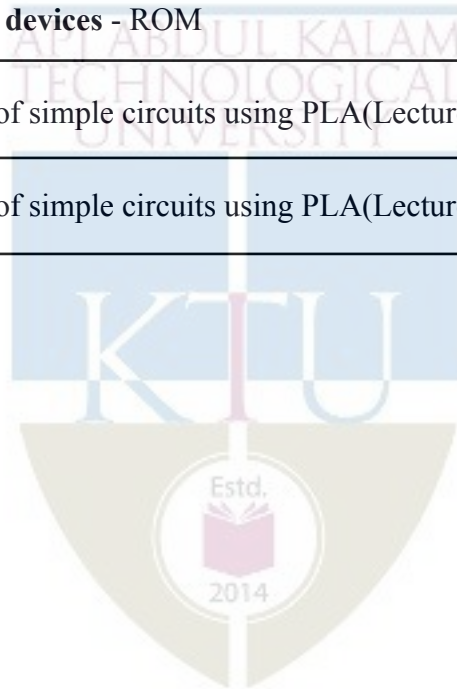 devices - ROM
API ABDUL KALAM
TECHNOLOGICAL
of simple circuits using PLA(Lectur
UNIVERSITY
of simple circuits using PLA(Lectur
KTU
Estd.
2014